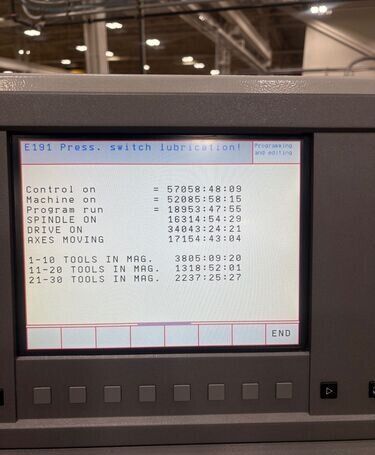 E191 Press. switch lubrication!
Programming
and editing
Control on = 57058:48:09
Machine on = 52085:58:15
Program run = 18953:47:55
SPINDLE ON 16314:54:29
DRIVE ON 34043:24:21
AXES MOVING 17154:43:04
1-10 TOOLS IN MAG. 3805:09:20
11-20 TOOLS IN MAG. 1318:52:01
21-30 TOOLS IN MAG. 2237:25:27
END